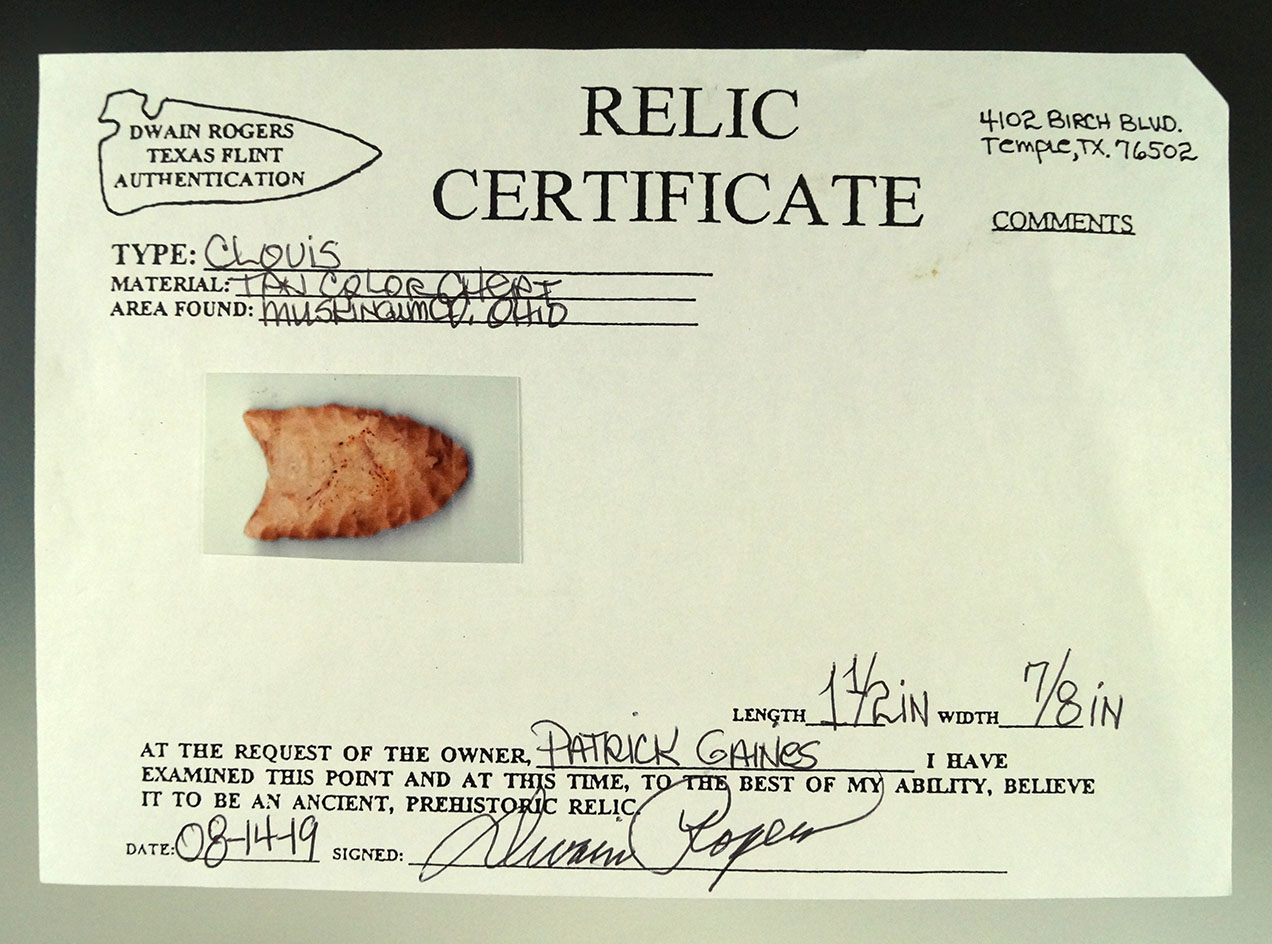 DWAIN ROGERS
TEXAS FLINT
AUTHENTICATION
RELIC
CERTIFICATE
4102 BIRCH BLVD.
Temple, TX. 76502
COMMENTS
TYPE: CLOVIS
MATERIAL: TAN COLOR CHERT
AREA FOUND: MUSKINGUM CO. OHIO
LENGTH 1 1/2 IN WIDTH 7/8 IN
AT THE REQUEST OF THE OWNER, PATRICK GAINES I HAVE
EXAMINED THIS POINT AND AT THIS TIME, TO THE BEST OF MY ABILITY, BELIEVE
IT TO BE AN ANCIENT, PREHISTORIC RELIC.
DATE: 08-14-19 SIGNED: Dwain Rogers